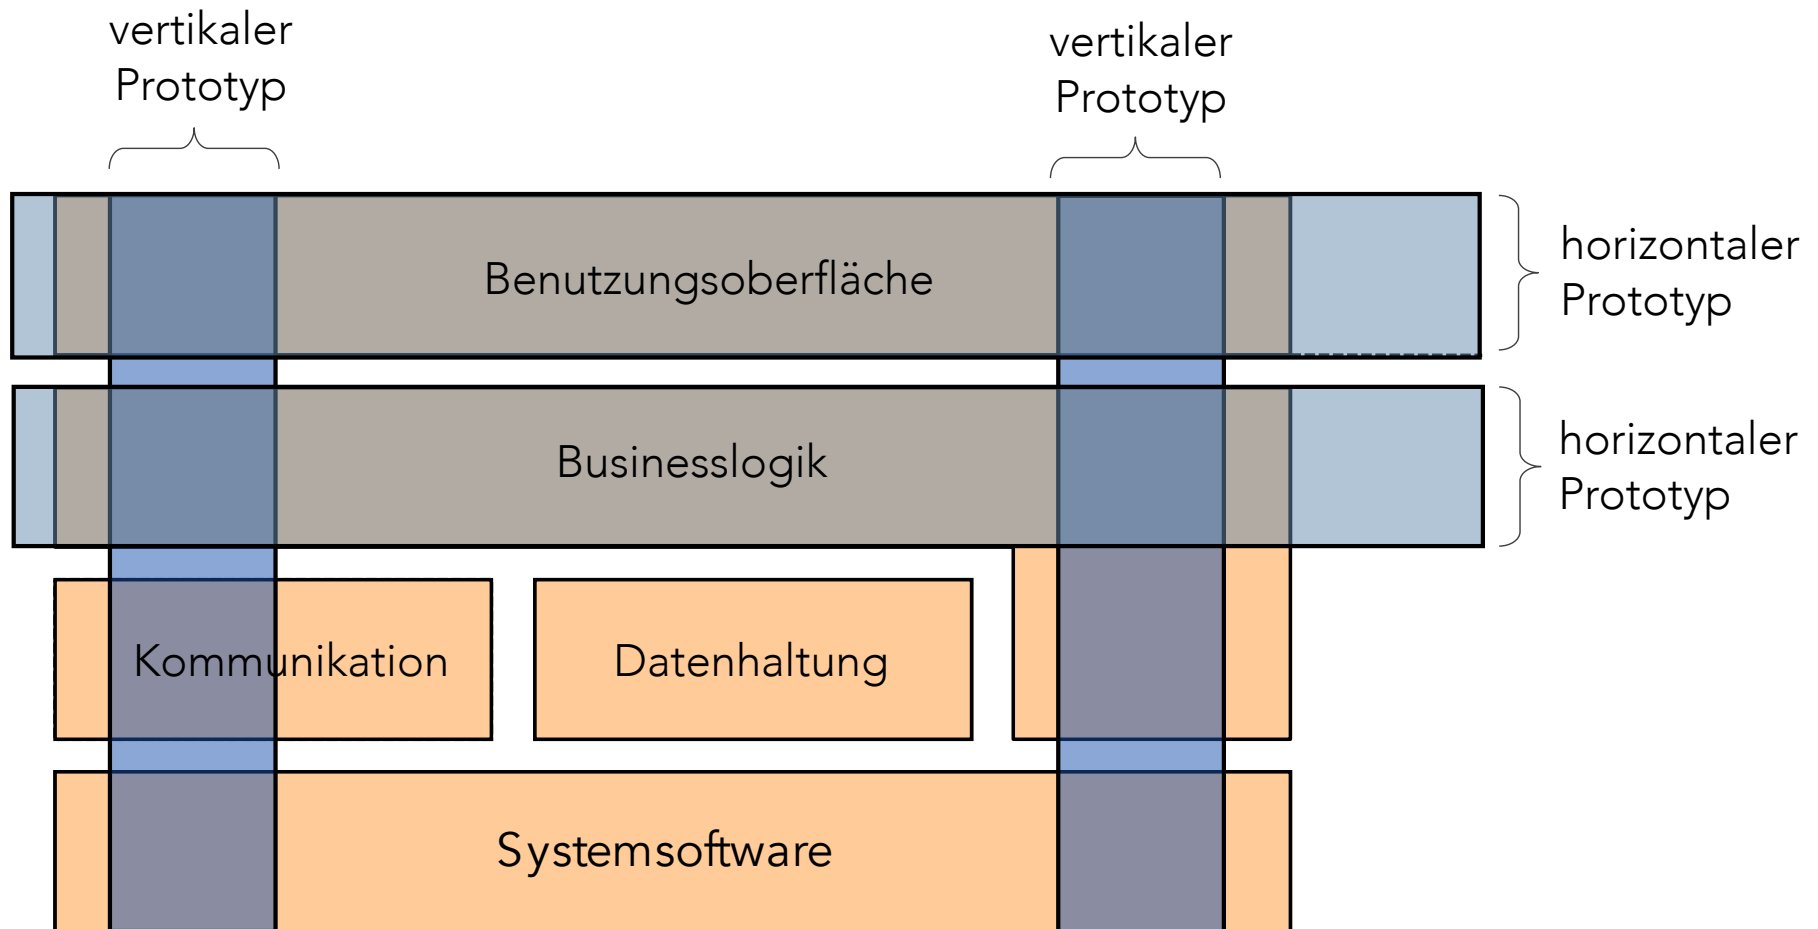 vertikaler
Prototyp
vertikaler
Prototyp
Benutzungsoberfläche
horizontaler
Prototyp
Businesslogik
horizontaler
Prototyp
Kommunikation
Datenhaltung
Systemsoftware